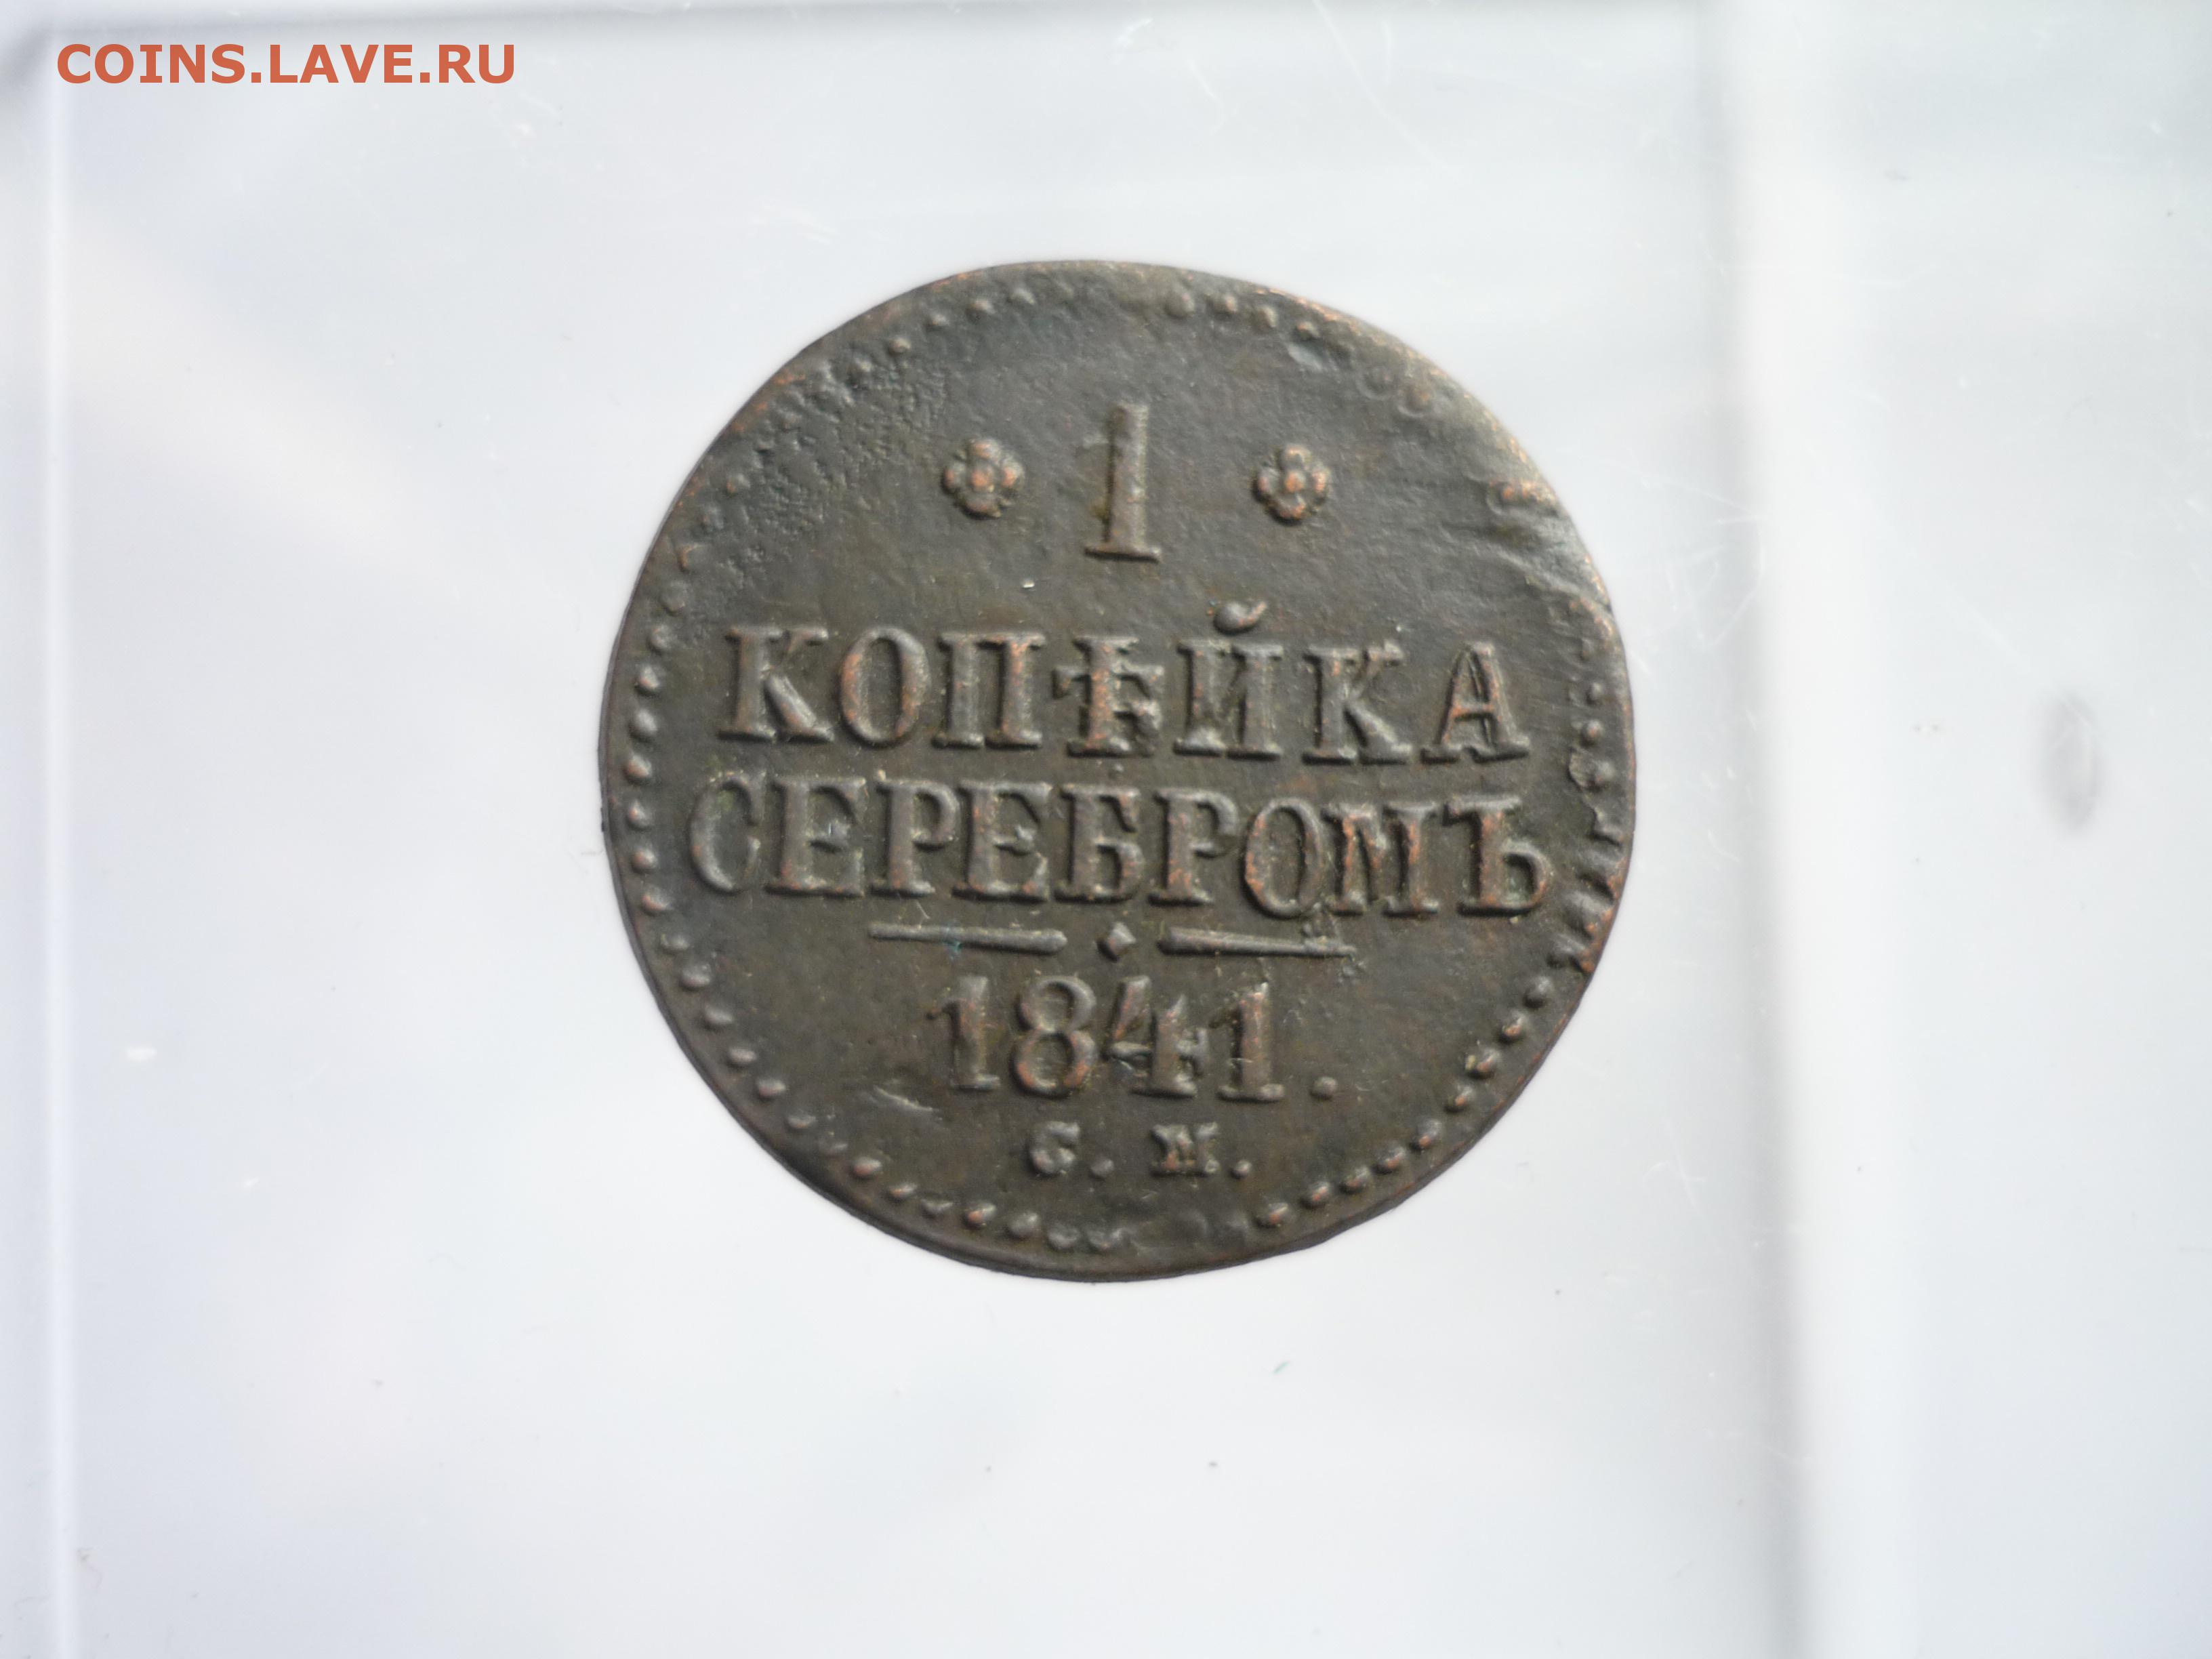 COINS.LAVE.RU
1
КОПѢЙКА
СЕРЕБРОМЪ
1841.
С. М.